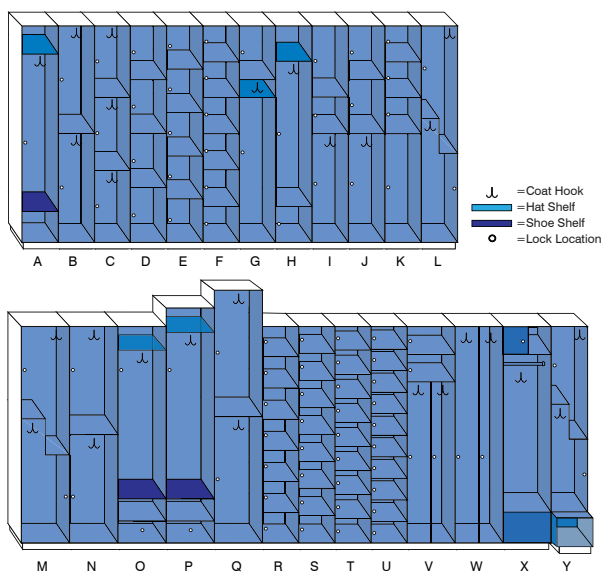 =Coat Hook
=Hat Shelf
=Shoe Shelf
=Lock Location
A B C D E F G H I J K L
M N O P Q R S T U V W X Y